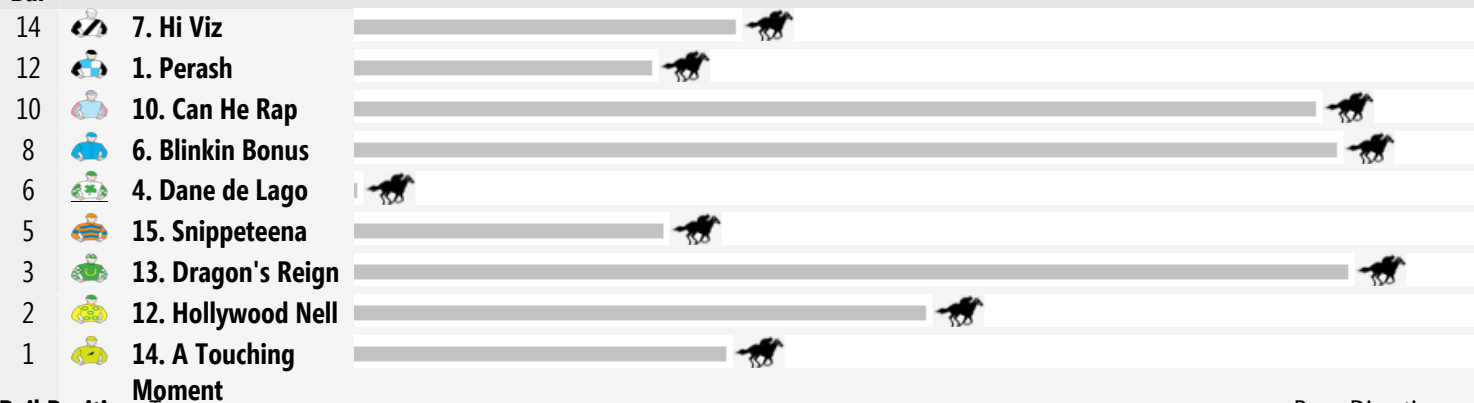 14 7. Hi Viz
12 1. Perash
10 10. Can He Rap
8 6. Blinkin Bonus
6 4. Dane de Lago
5 15. Snippeteena
3 13. Dragon's Reign
2 12. Hollywood Nell
1 14. A Touching
Moment